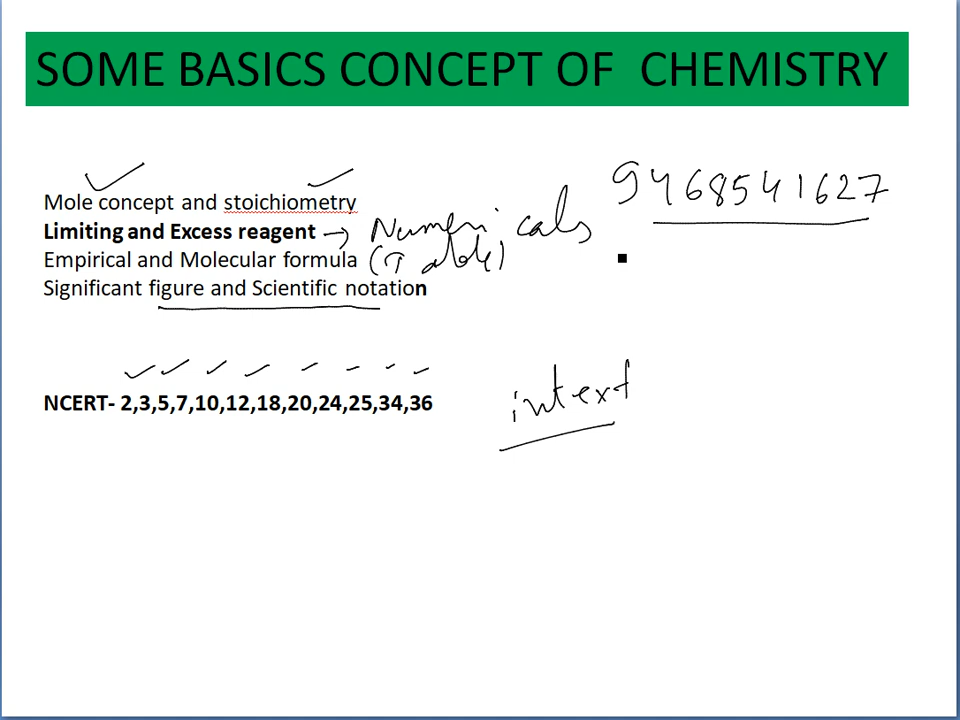 SOME BASICS CONCEPT OF CHEMISTRY
9468541627
Mole concept and stoichiometry
Limiting and Excess reagent → Numericals
Empirical and Molecular formula (Table)
Significant figure and Scientific notation
NCERT- 2,3,5,7,10,12,18,20,24,25,34,36
intext